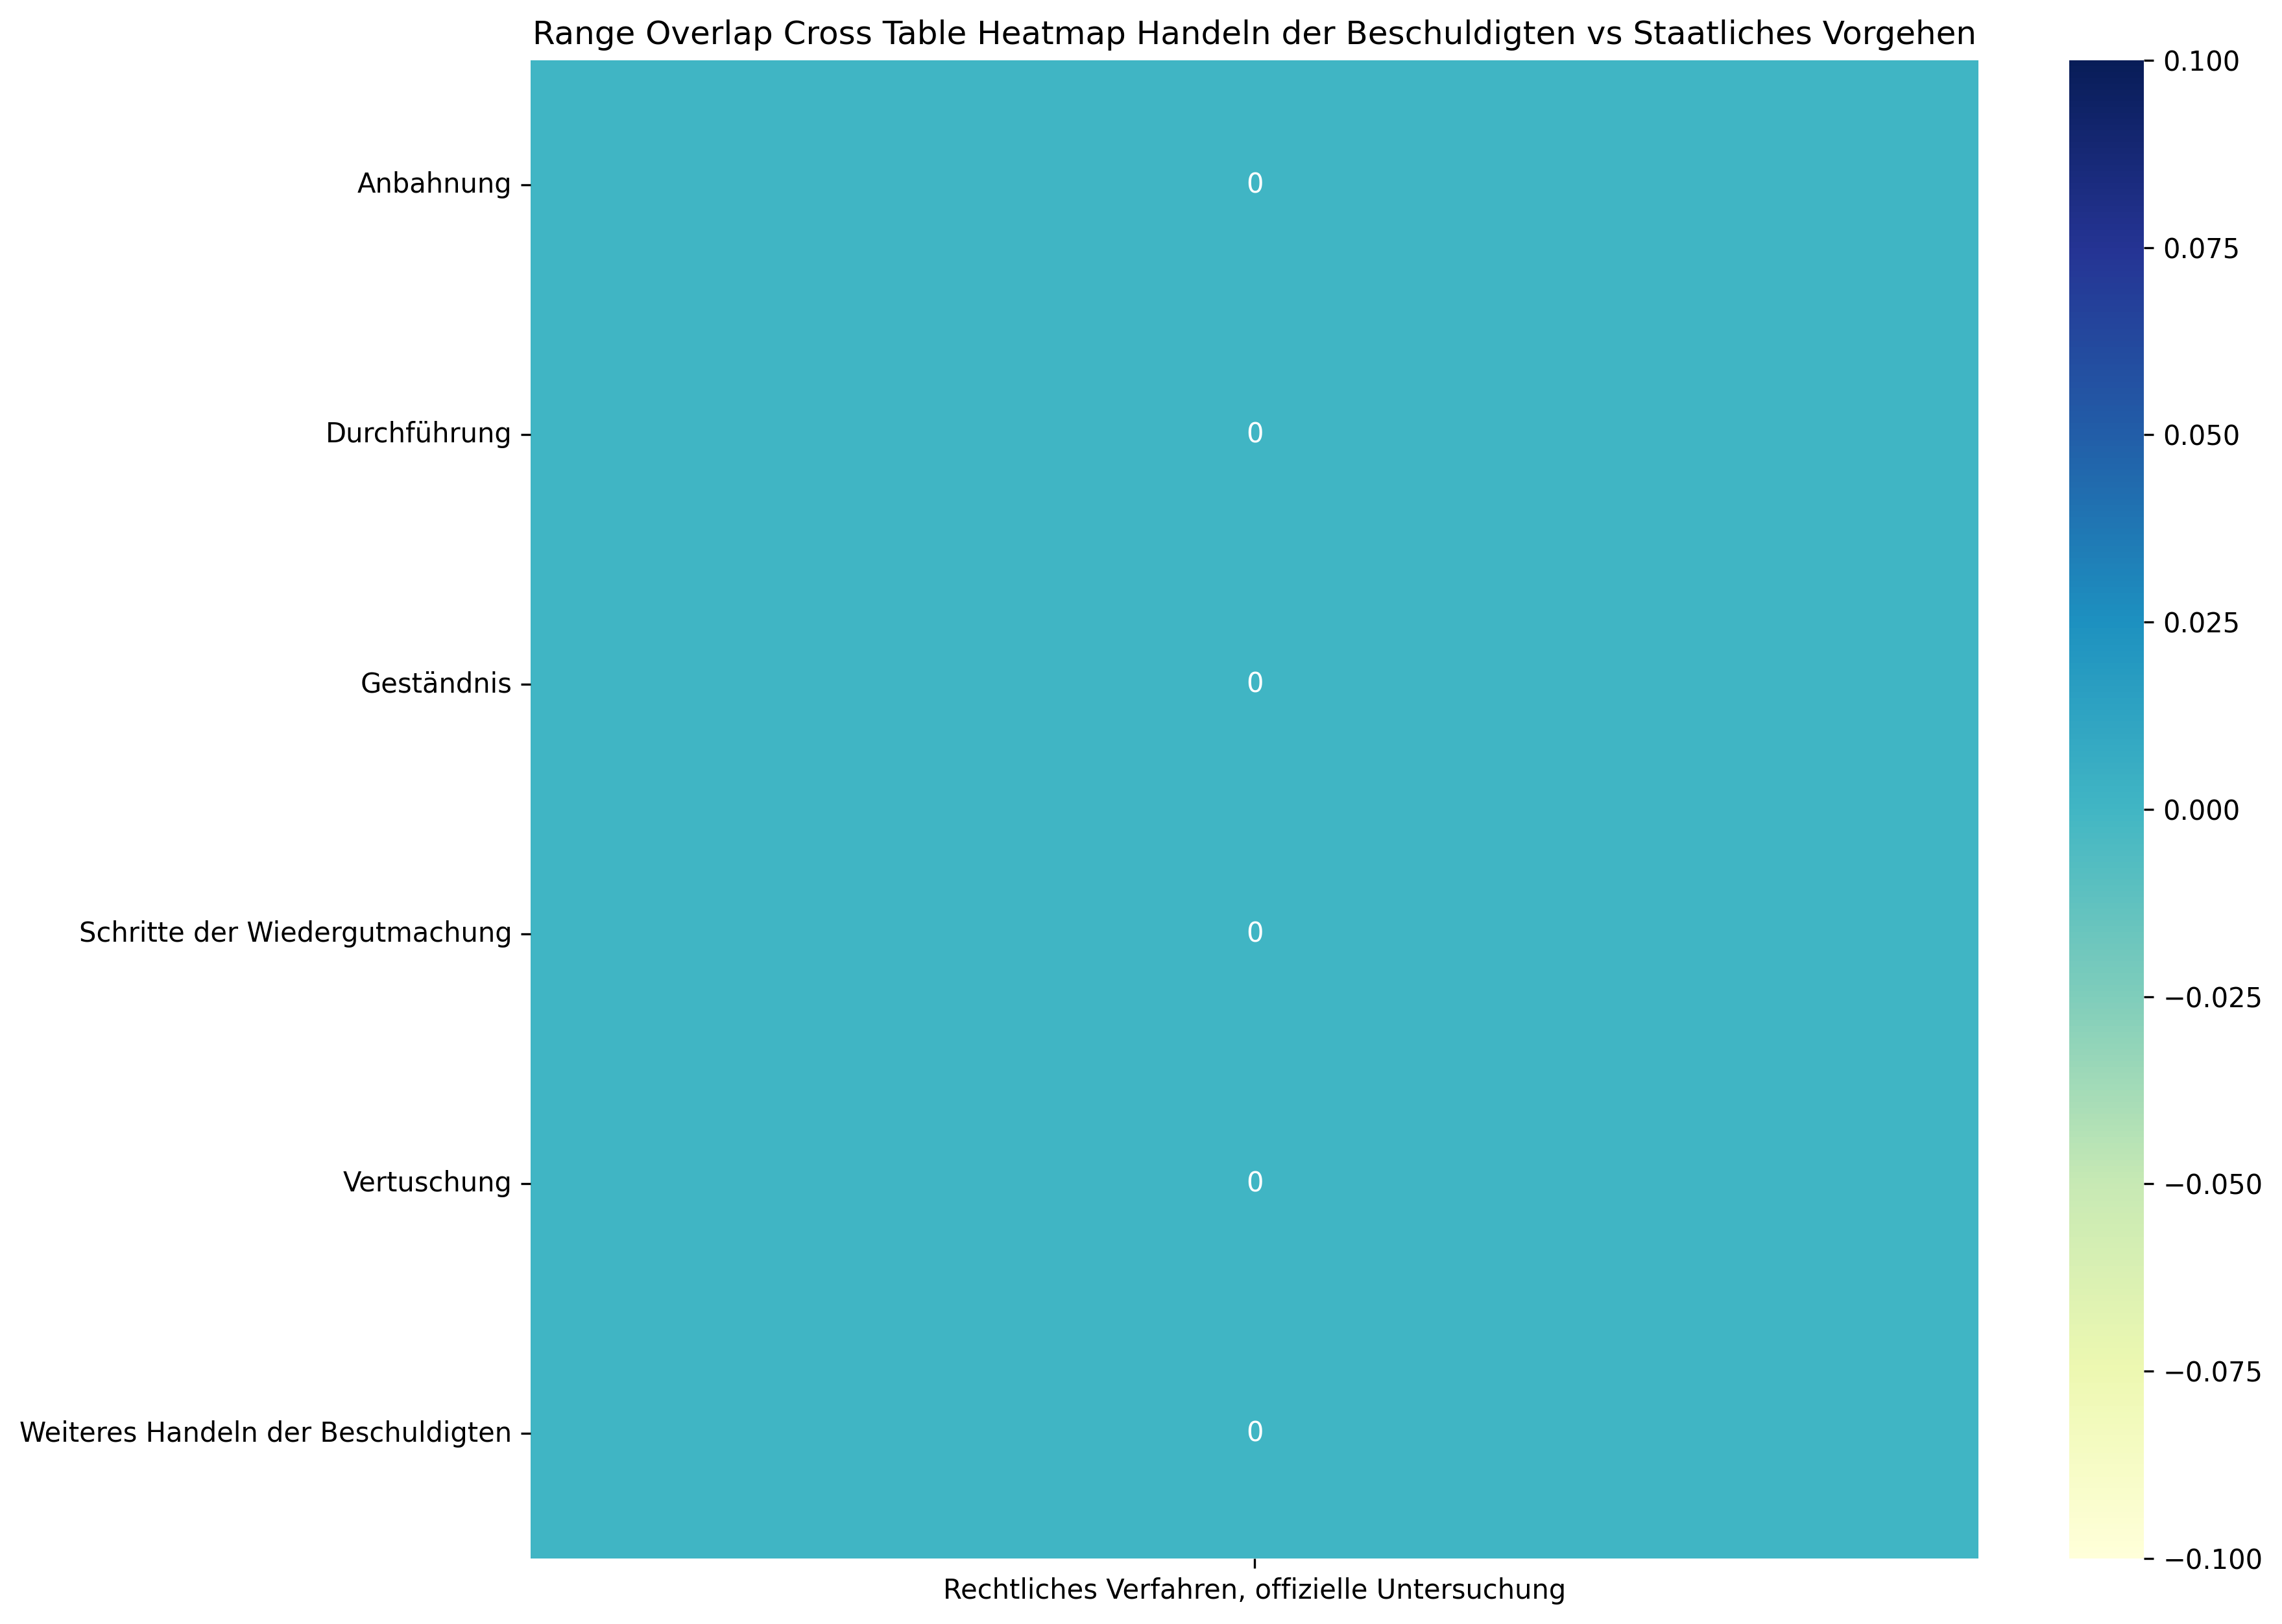 Range Overlap Cross Table Heatmap Handeln der Beschuldigten vs Staatliches Vorgehen
Anbahnung
0
Durchführung
0
Geständnis
0
Schritte der Wiedergutmachung
0
Vertuschung
0
Weiteres Handeln der Beschuldigten
0
Rechtliches Verfahren, offizielle Untersuchung
0.100
0.075
0.050
0.025
0.000
−0.025
−0.050
−0.075
−0.100